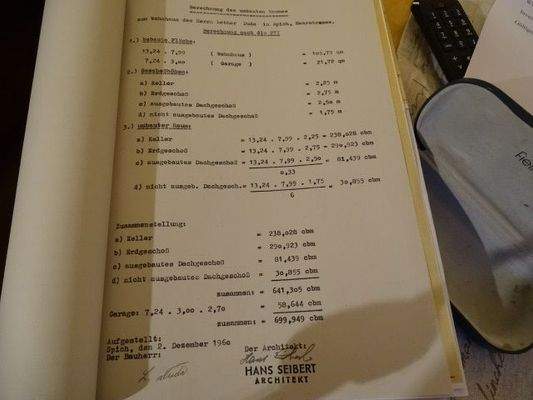 Berechnung des umbauten Raumes
zum Wohnhaus des Herrn Lothar Duda in Spich,
Berechnung nach din 277
1.) Bebaute Fläche:
13,24 . 7,99 ( Wohnhaus ) = 105,79 qm
7,24 . 3,00 ( Garage ) = 21,72 qm
2.) Geschoßhöhen:
a) Keller = 2,25 m
b) Erdgeschoß = 2,75 m
c) ausgebautes Dachgeschoß = 2,50 m
d) nicht ausgebautes Dachgeschoß = 1,75 m
3.) umbauter Raum:
a) Keller = 13,24 . 7,99 . 2,25 = 238,028 cbm
b) Erdgeschoß = 13,24 . 7,99 . 2,75 = 290,923 cbm
c) ausgebautes Dachgeschoß = 13,24 . 7,99 . 2,50 = 81,439 cbm
0,33
d) nicht ausgeb. Dachgesch. = 13,24 . 7,99 . 1,75 = 30,855 cbm
6
Zusammenstellung:
a) Keller = 238,028 cbm
b) Erdgeschoß = 290,923 cbm
c) ausgebautes Dachgeschoß = 81,439 cbm
d) nicht ausgebautes Dachgeschoß = 30,855 cbm
zusammen: = 641,305 cbm
Garage: 7,24 . 3,00 . 2,70 = 58,644 cbm
zusammen: = 699,949 cbm
Aufgestellt:
Spich, den 2. Dezember 1960
Der Bauherr: Der Architekt:
HANS SEIBERT
ARCHITEKT